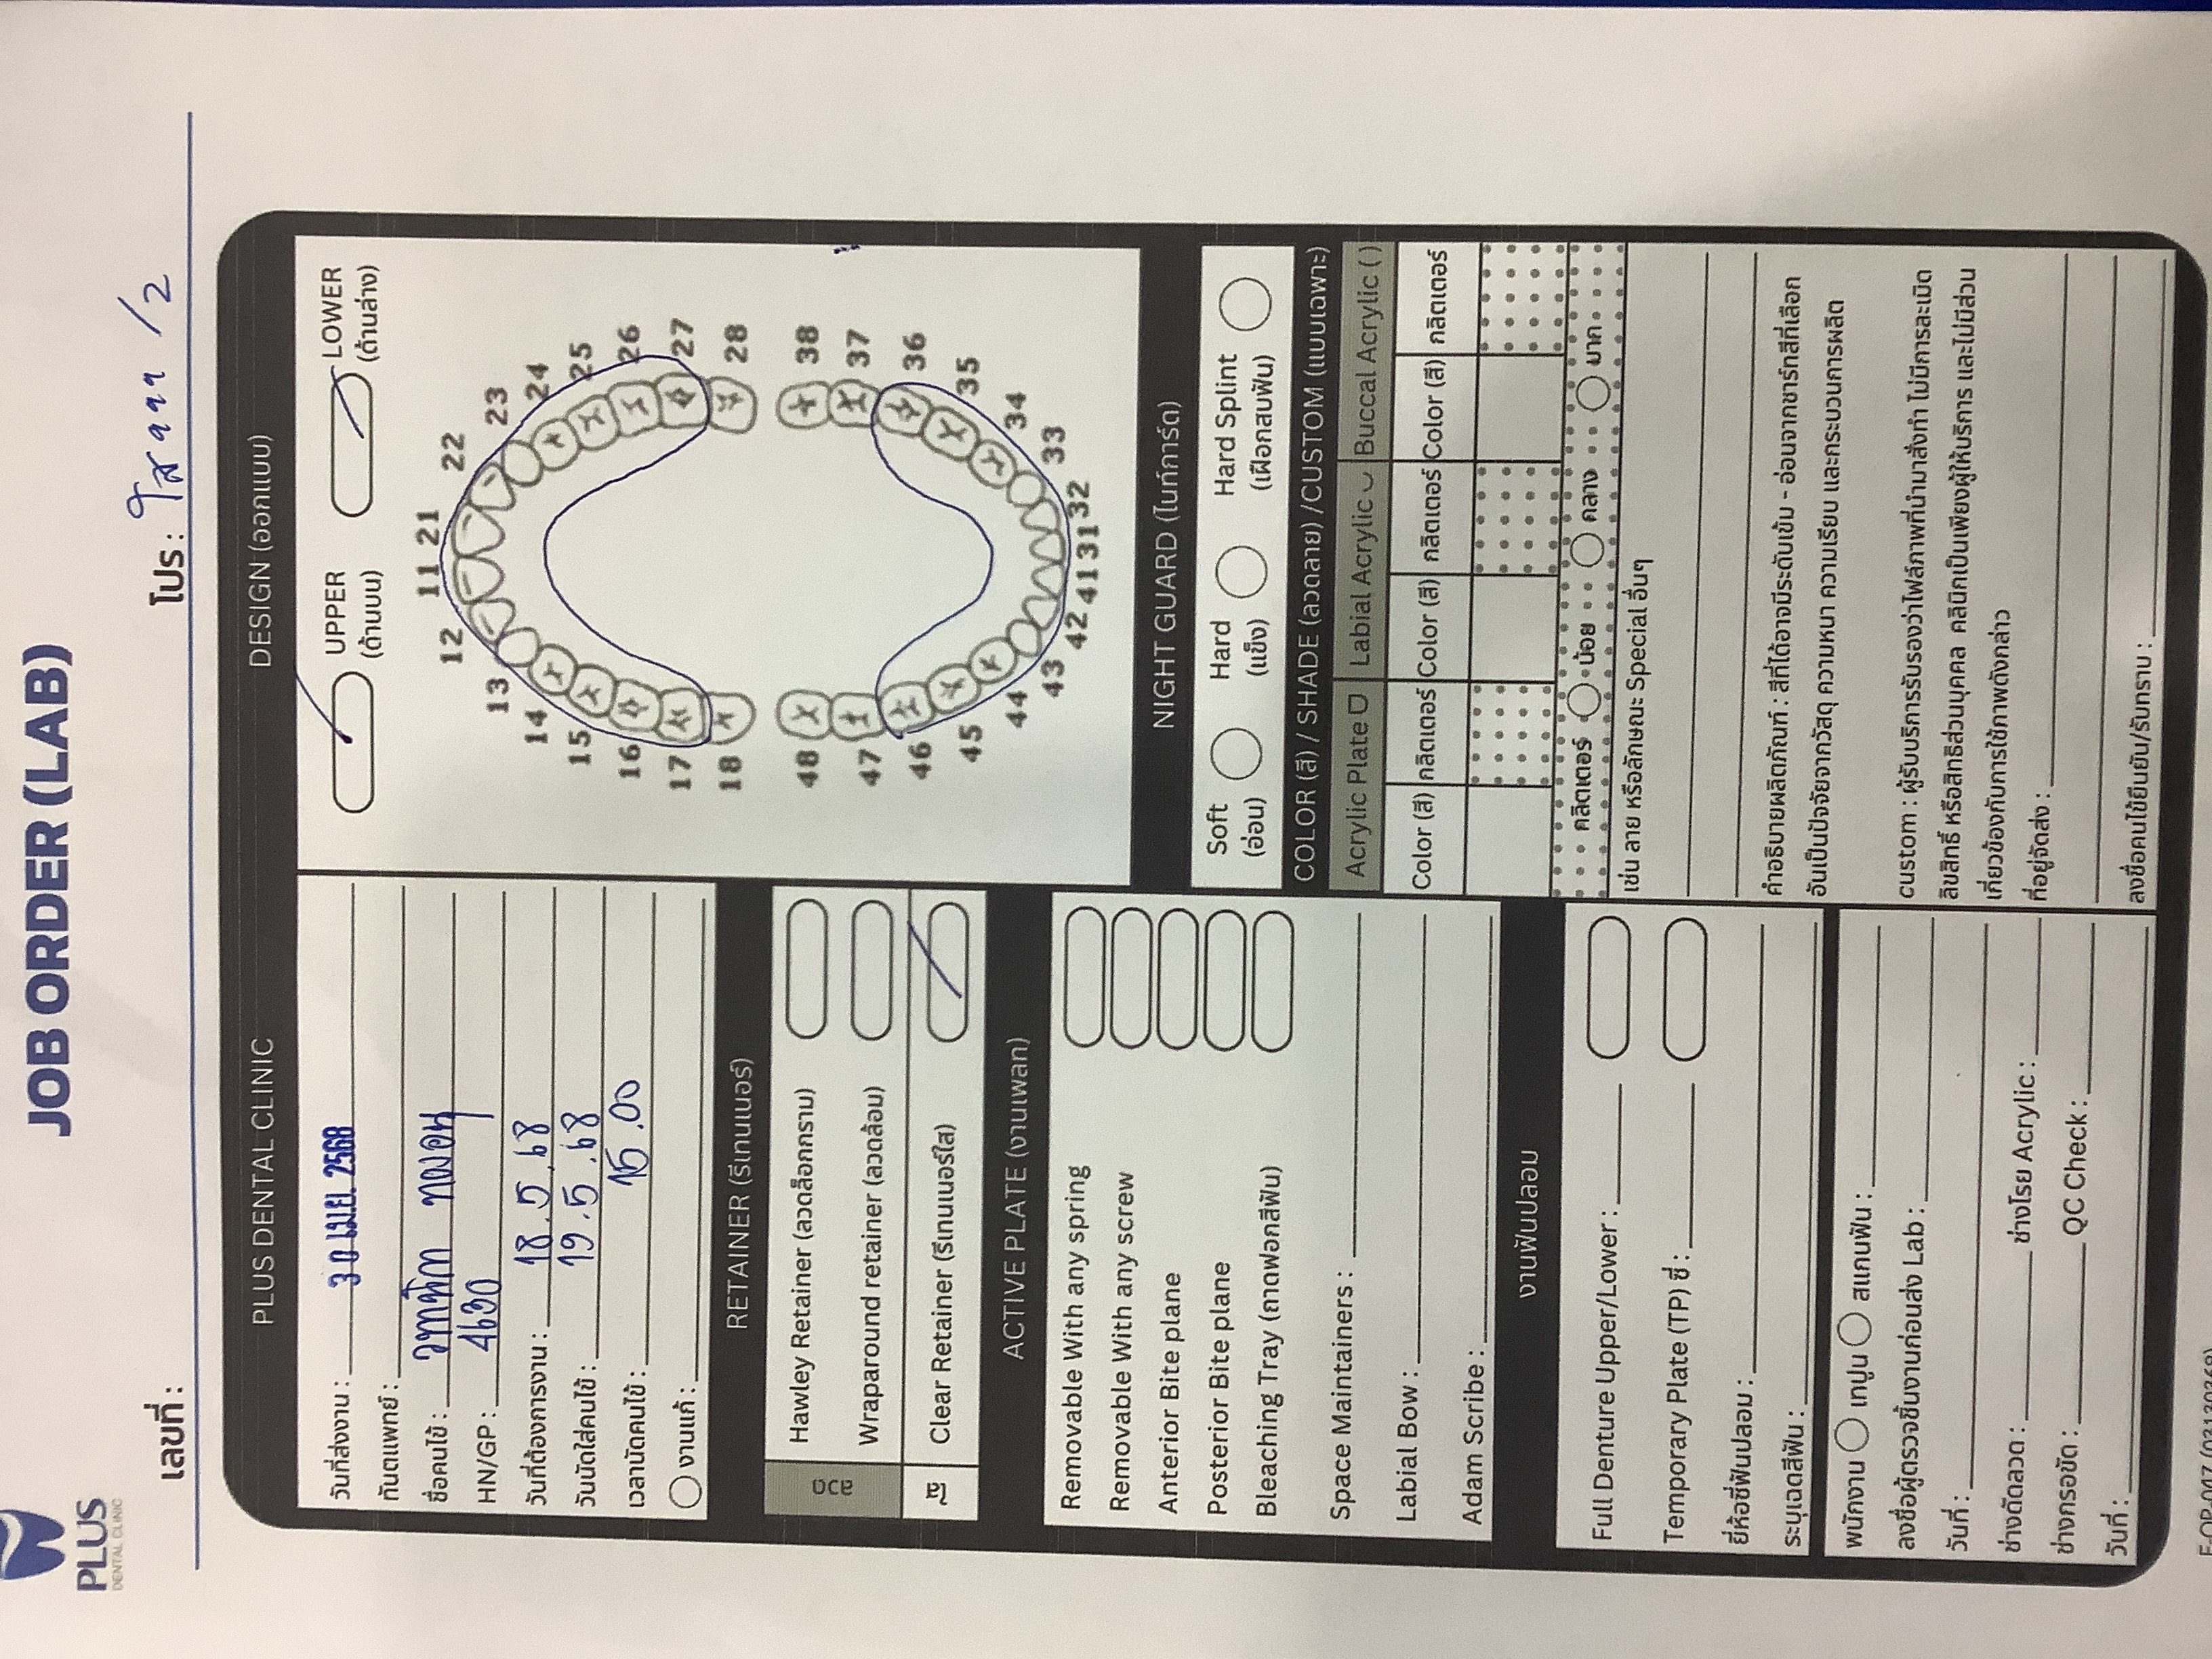 JOB ORDER (LAB)
PLUS
DENTAL CLINIC
เลขที่ :
โปร : ใส 999 /2
PLUS DENTAL CLINIC
วันที่ส่งงาน : 30 เม.ย. 2568
ทันตแพทย์ :
ชื่อคนไข้ : ทองอนุ
HN/GP : 4630
วันที่ต้องการงาน : 18.5.68
วันนัดใส่คนไข้ : 19.5.68
เวลานัดคนไข้ : 15.00
งานแก้ :
DESIGN (ออกแบบ)
UPPER
(ด้านบน)
LOWER
(ด้านล่าง)
11 21
12 22
13 23
14 24
15 25
16 26
17 27
18 28
48 38
47 37
46 36
45 35
44 34
43 33
42 41 31 32
RETAINER (รีเทนเนอร์)
ลวด
Hawley Retainer (ลวดล็อกกราม)
Wraparound retainer (ลวดล้อม)
ใส
Clear Retainer (รีเทนเนอร์ใส)
ACTIVE PLATE (งานเพลท)
Removable With any spring
Removable With any screw
Anterior Bite plane
Posterior Bite plane
Bleaching Tray (ถาดฟอกสีฟัน)
Space Maintainers :
Labial Bow :
Adam Scribe :
NIGHT GUARD (ไนท์การ์ด)
Soft
(อ่อน)
Hard
(แข็ง)
Hard Splint
(เฝือกสบฟัน)
COLOR (สี) / SHADE (ลวดลาย) /CUSTOM (แบบเฉพาะ)
Acrylic Plate Labial Acrylic Buccal Acrylic ( )
Color (สี) กลิตเตอร์ Color (สี) กลิตเตอร์ Color (สี) กลิตเตอร์
กลิตเตอร์ น้อย กลาง มาก
เช่น ลาย หรือลักษณะ Special อื่นๆ
คำอธิบายผลิตภัณฑ์ : สีที่ได้อาจมีระดับเข้ม - อ่อนจากชาร์ทสีที่เลือก
อันเป็นปัจจัยจากวัสดุ ความหนา ความเรียบ และกระบวนการผลิต
custom : ผู้รับบริการรับรองว่าไฟล์ภาพที่นำมาสั่งทำ ไม่มีการละเมิด
ลิขสิทธิ์ หรือสิทธิส่วนบุคคล คลินิกเป็นเพียงผู้ให้บริการ และไม่มีส่วน
เกี่ยวข้องกับการใช้ภาพดังกล่าว
ที่อยู่จัดส่ง :
ลงชื่อคนไข้ยืนยัน/รับทราบ :
งานฟันปลอม
Full Denture Upper/Lower :
Temporary Plate (TP) ซี่ :
ยี่ห้อซี่ฟันปลอม :
ระบุเฉดสีฟัน :
พนักงาน เทปูน สแกนฟัน :
ลงชื่อผู้ตรวจชิ้นงานก่อนส่ง Lab :
วันที่ :
ช่างดัดลวด : ช่างโรย Acrylic :
ช่างกรอขัด : QC Check :
วันที่ :